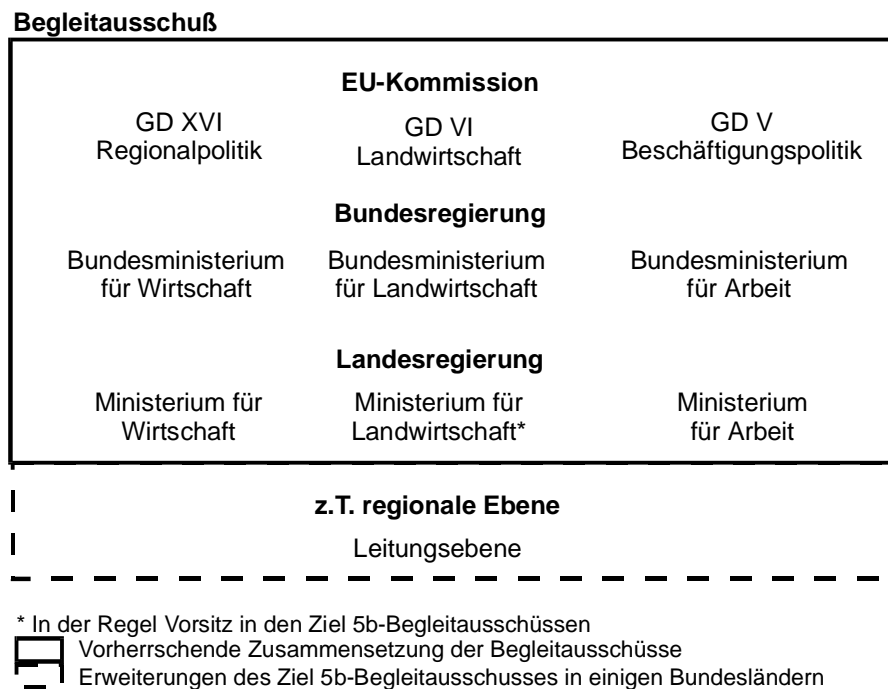 Begleitausschuß
EU-Kommission
GD XVI GD VI GD V
Regionalpolitik Landwirtschaft Beschäftigungspolitik
Bundesregierung
Bundesministerium Bundesministerium Bundesministerium
für Wirtschaft für Landwirtschaft für Arbeit
Landesregierung
Ministerium für Ministerium für Ministerium
Wirtschaft Landwirtschaft* für Arbeit
z.T. regionale Ebene
Leitungsebene
* In der Regel Vorsitz in den Ziel 5b-Begleitausschüssen
Vorherrschende Zusammensetzung der Begleitausschüsse
Erweiterungen des Ziel 5b-Begleitausschusses in einigen Bundesländern